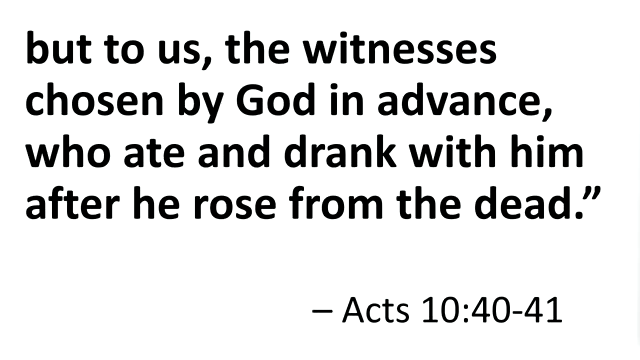 but to us, the witnesses
chosen by God in advance,
who ate and drank with him
after he rose from the dead.”
– Acts 10:40-41